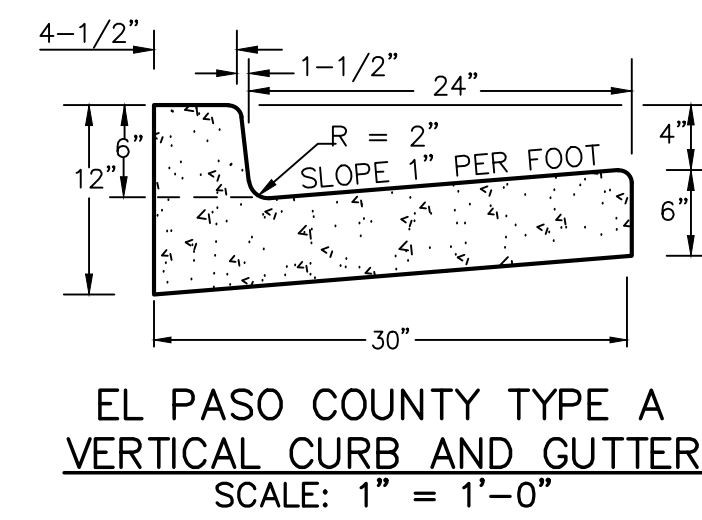 4-1/2"
1-1/2"
24"
6"
R = 2"
4"
12"
SLOPE 1" PER FOOT
6"
30"
EL PASO COUNTY TYPE A
VERTICAL CURB AND GUTTER
SCALE: 1" = 1'-0"